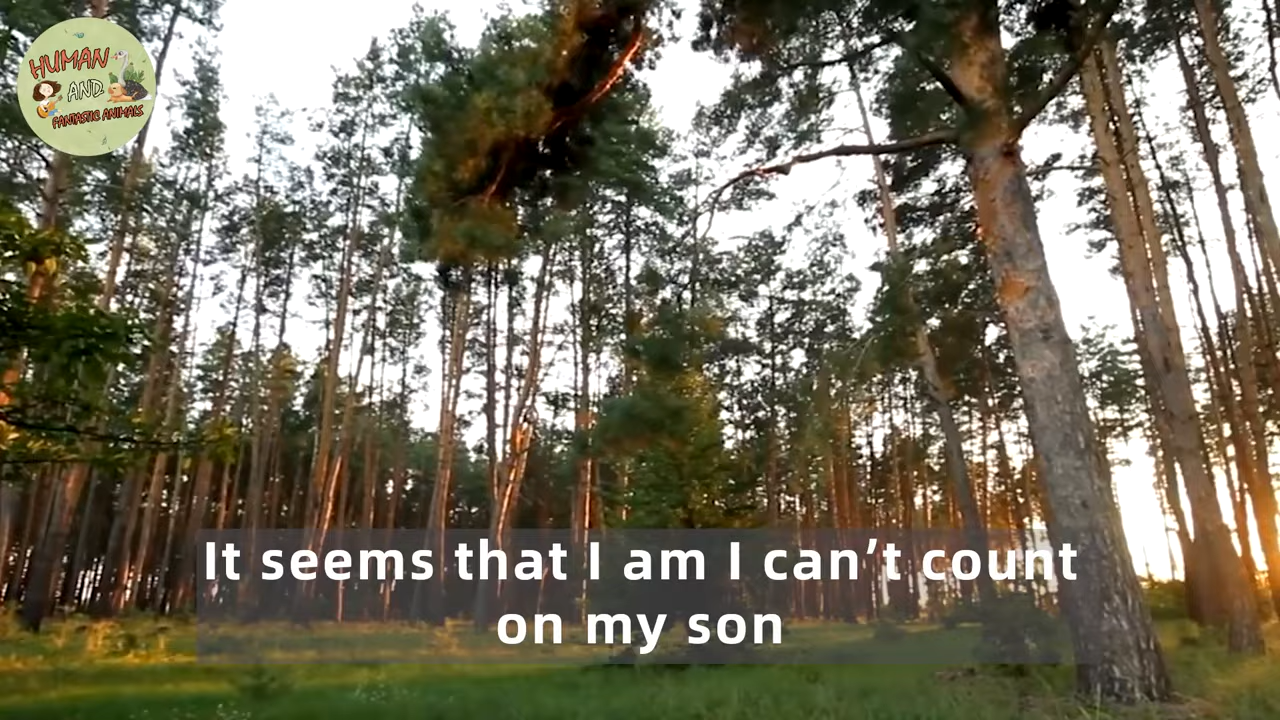 HUMAN
AND
FANTASTIC ANIMALS
It seems that I am I can’t count
on my son